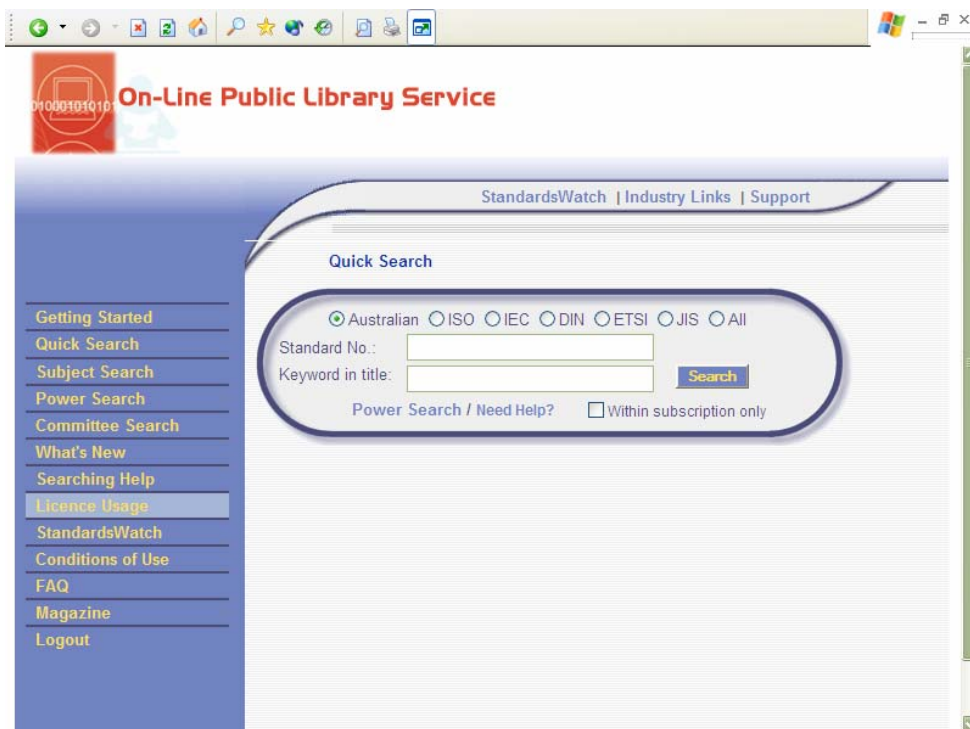 010001010101
On-Line Public Library Service
StandardsWatch | Industry Links | Support
Quick Search
Getting Started
Quick Search
Subject Search
Power Search
Committee Search
What's New
Searching Help
Licence Usage
StandardsWatch
Conditions of Use
FAQ
Magazine
Logout
Australian ISO IEC DIN ETSI JIS All
Standard No.:
Keyword in title:
Search
Power Search / Need Help? Within subscription only